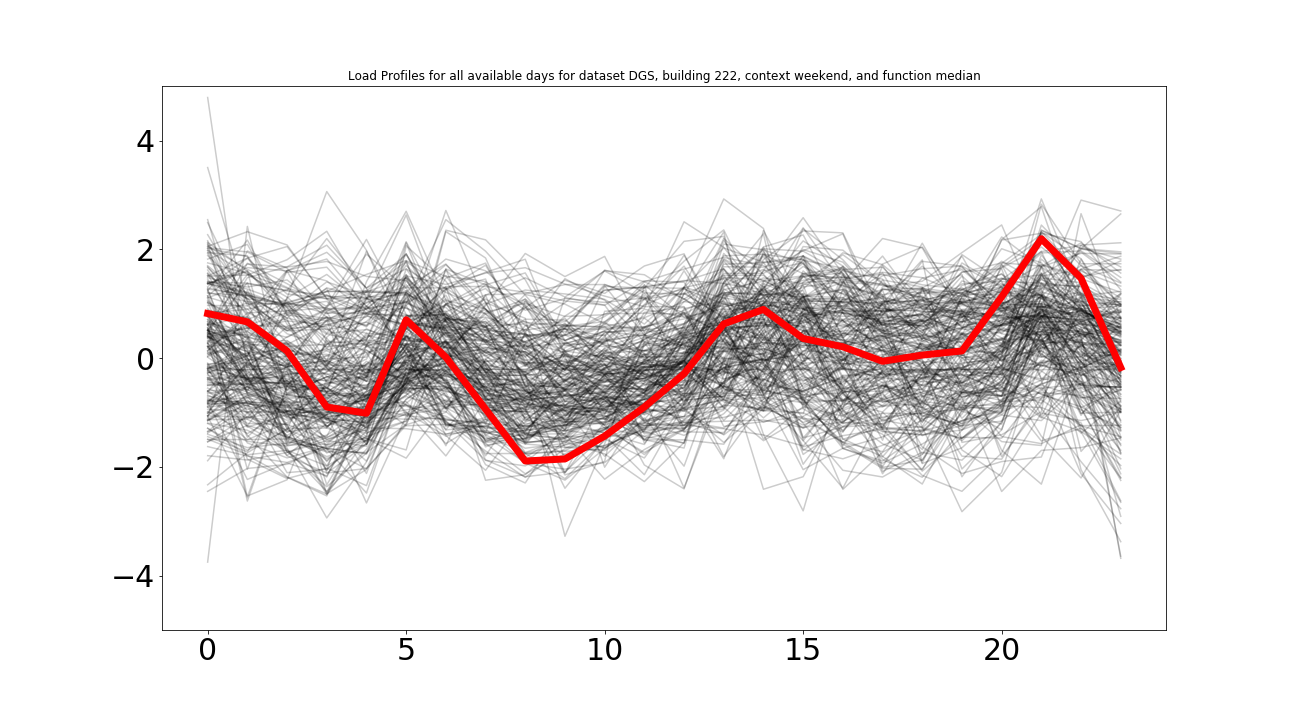 Load Profiles for all available days for dataset DGS, building 222, context weekend, and function median
4
2
0
−2
−4
0 5 10 15 20